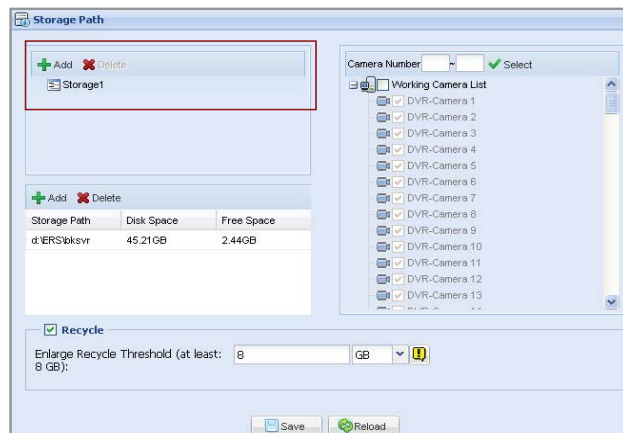 Storage Path
Add Delete
Storage1
Add Delete
Storage Path Disk Space Free Space
d:\ERS\bksvr 45.21GB 2.44GB
Camera Number ~ Select
Working Camera List
DVR-Camera 1
DVR-Camera 2
DVR-Camera 3
DVR-Camera 4
DVR-Camera 5
DVR-Camera 6
DVR-Camera 7
DVR-Camera 8
DVR-Camera 9
DVR-Camera 10
DVR-Camera 11
DVR-Camera 12
DVR-Camera 13
Recycle
Enlarge Recycle Threshold (at least: 8 GB
8 GB):
Save Reload